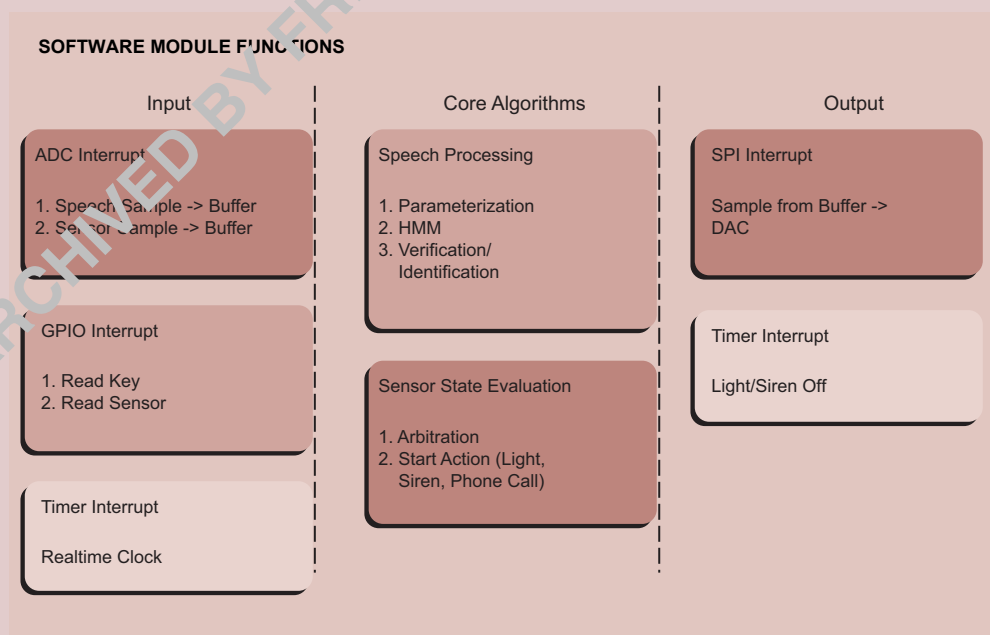 SOFTWARE MODULE FUNCTIONS
Input
ADC Interrupt
1. Speech Sample -> Buffer
2. Sensor Sample -> Buffer
GPIO Interrupt
1. Read Key
2. Read Sensor
Timer Interrupt
Realtime Clock
Core Algorithms
Speech Processing
1. Parameterization
2. HMM
3. Verification/
Identification
Sensor State Evaluation
1. Arbitration
2. Start Action (Light,
Siren, Phone Call)
Output
SPI Interrupt
Sample from Buffer ->
DAC
Timer Interrupt
Light/Siren Off
RCHIVED BY FR